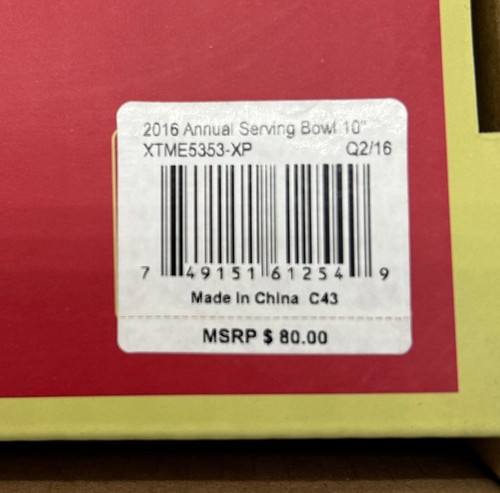 2016 Annual Serving Bowl 10"
XTME5353-XP Q2/16
7 49151 61254 9
Made In China C43
MSRP $ 80.00